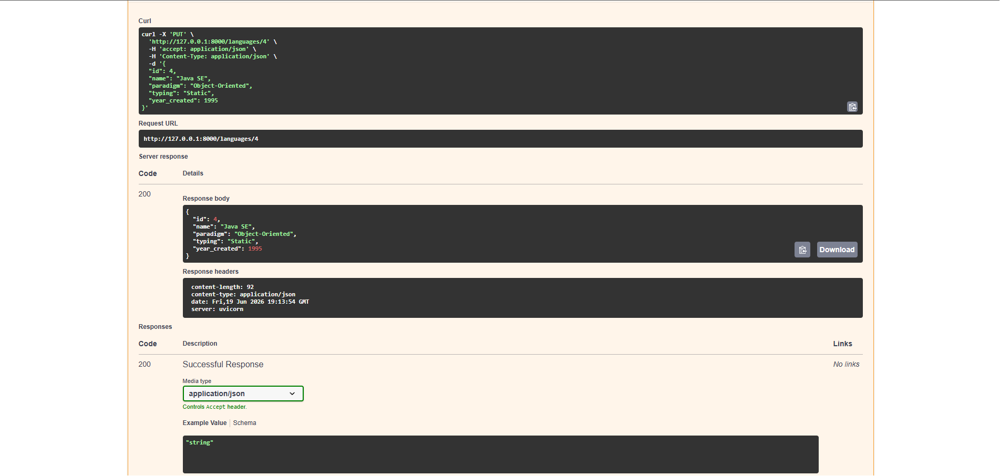 Curl
curl -X 'PUT' \
  'http://127.0.0.1:8000/languages/4' \
  -H 'accept: application/json' \
  -H 'Content-Type: application/json' \
  -d '{
  "id": 4,
  "name": "Java SE",
  "paradigm": "Object-Oriented",
  "typing": "Static",
  "year_created": 1995
}'
Request URL
http://127.0.0.1:8000/languages/4
Server response
Code Details
200
Response body
{
  "id": 4,
  "name": "Java SE",
  "paradigm": "Object-Oriented",
  "typing": "Static",
  "year_created": 1995
}
Download
Response headers
content-length: 92
content-type: application/json
date: Fri,19 Jun 2026 19:13:54 GMT
server: uvicorn
Responses
Code Description Links
200 Successful Response No links
Media type
application/json
Controls Accept header.
Example Value Schema
"string"